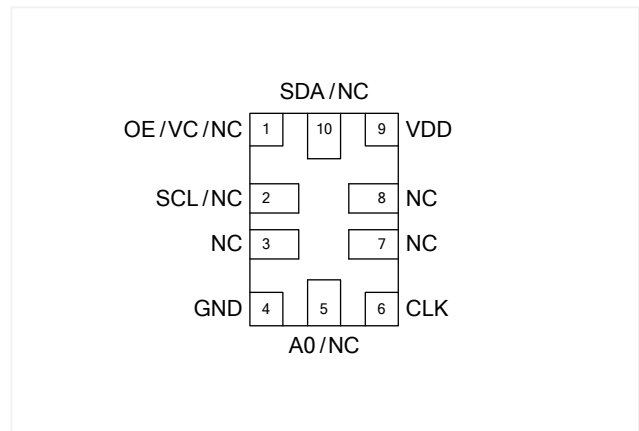 SDA/NC
OE/VC/NC 1 10 9 VDD
SCL/NC 2 8 NC
NC 3 7 NC
GND 4 5 6 CLK
A0/NC